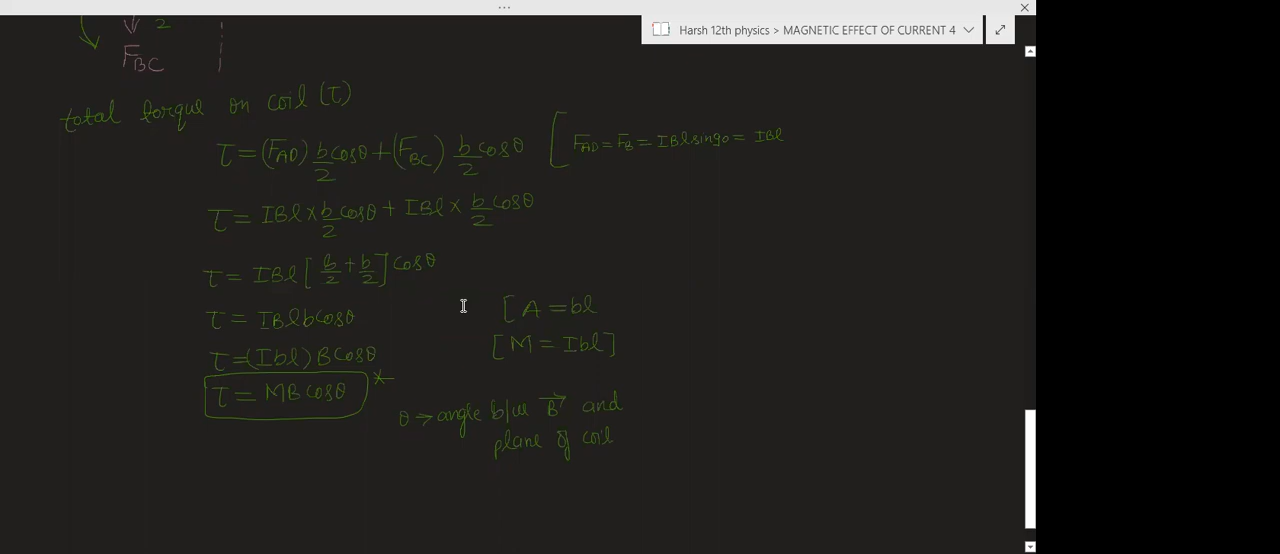 Harsh 12th physics > MAGNETIC EFFECT OF CURRENT 4
2
F_BC
total torque on coil (τ)
τ = (F_AD) b/2 cosθ + (F_BC) b/2 cosθ [ F_AD = F_B = IBl sin90 = IBl
τ = IBl × b/2 cosθ + IBl × b/2 cosθ
τ = IBl [ b/2 + b/2 ] cosθ
τ = IBlb cosθ
[ A = bl
τ = (Ibl) B cosθ
[ M = Ibl ]
τ = MB cosθ *
θ → angle b/w B⃗ and
plane of coil